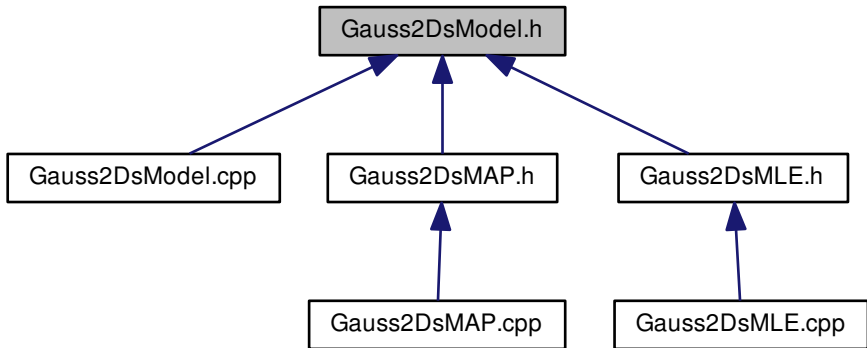 Gauss2DsModel.h
Gauss2DsModel.cpp
Gauss2DsMAP.h
Gauss2DsMLE.h
Gauss2DsMAP.cpp
Gauss2DsMLE.cpp